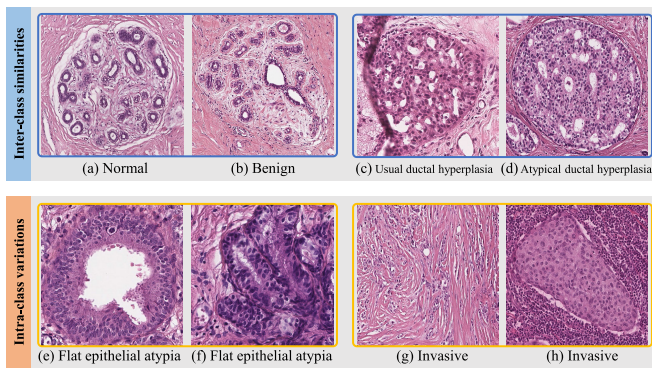 Inter-class similarities
(a) Normal
(b) Benign
(c) Usual ductal hyperplasia
(d) Atypical ductal hyperplasia
Intra-class variations
(e) Flat epithelial atypia
(f) Flat epithelial atypia
(g) Invasive
(h) Invasive